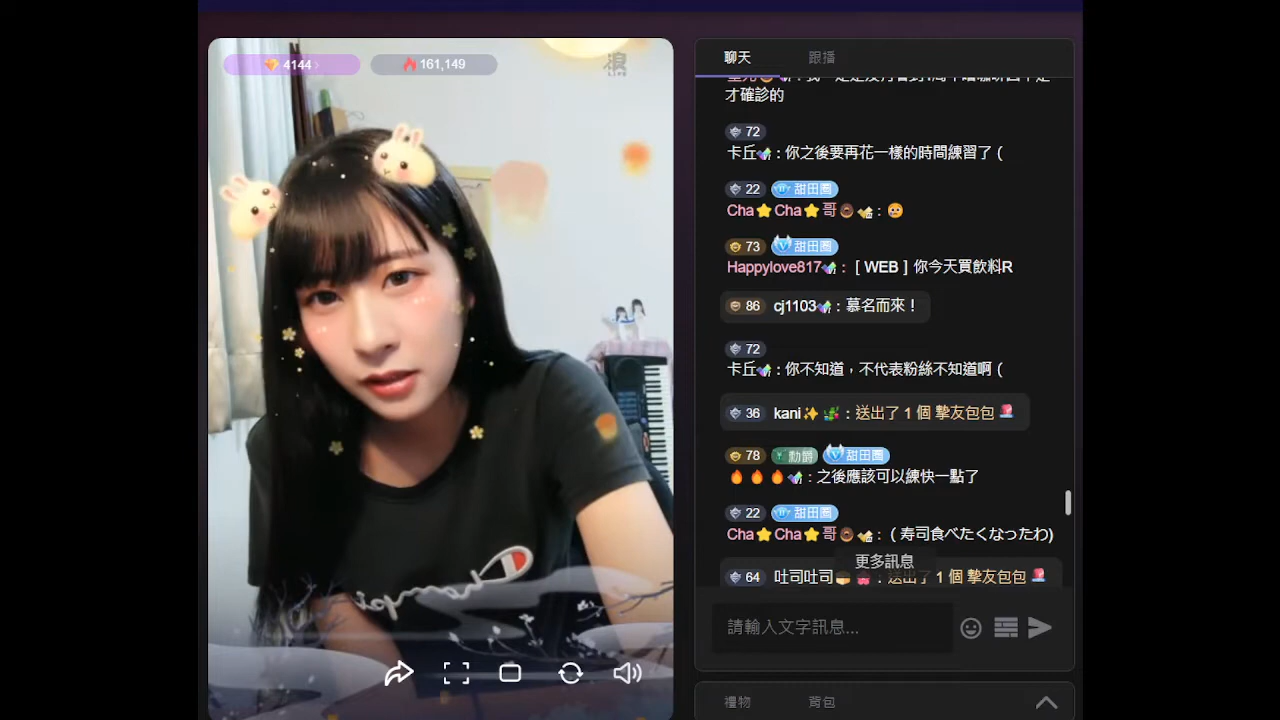 4144
161,149
浪
LIVE
聊天
跟播
才確診的
72
卡丘：你之後要再花一樣的時間練習了 (
22 甜田圈
Cha⭐Cha⭐哥🍩：😢
73 甜田圈
Happylove817： [ WEB ] 你今天買飲料R
86 cj1103：慕名而來！
72
卡丘：你不知道，不代表粉絲不知道啊 (
36 kani✨：送出了 1 個 摯友包包
78 勳爵 甜田圈
🔥🔥🔥：之後應該可以練快一點了
22 甜田圈
Cha⭐Cha⭐哥🍩：( 寿司食べたくなったわ)
更多訊息
64 吐司吐司：送出了 1 個 摯友包包
請輸入文字訊息...
禮物
背包